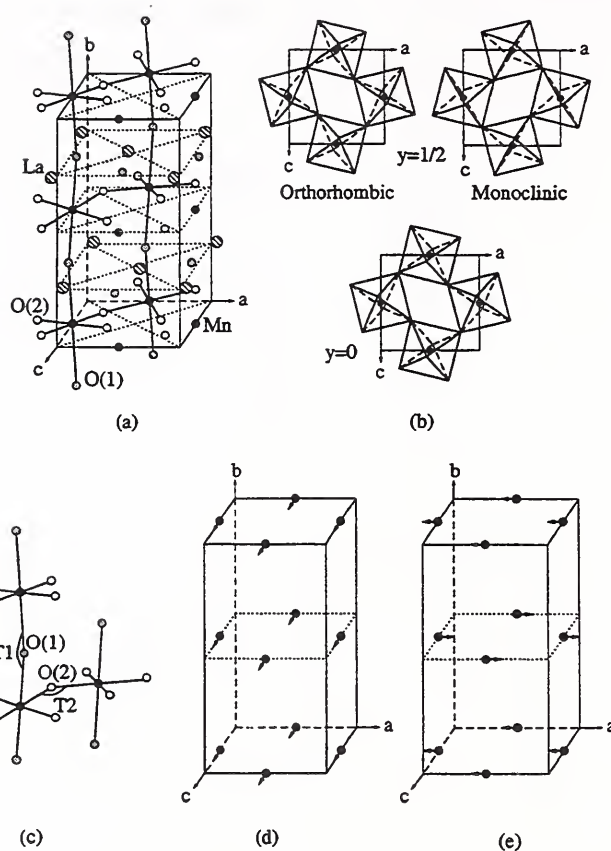 b
La
O(2)
a
Mn
c
O(1)
(a)
a
a
c
y=1/2
c
Orthorhombic
Monoclinic
a
y=0
c
(b)
O(1)
T1
O(2)
T2
(c)
b
a
c
(d)
b
a
c
(e)